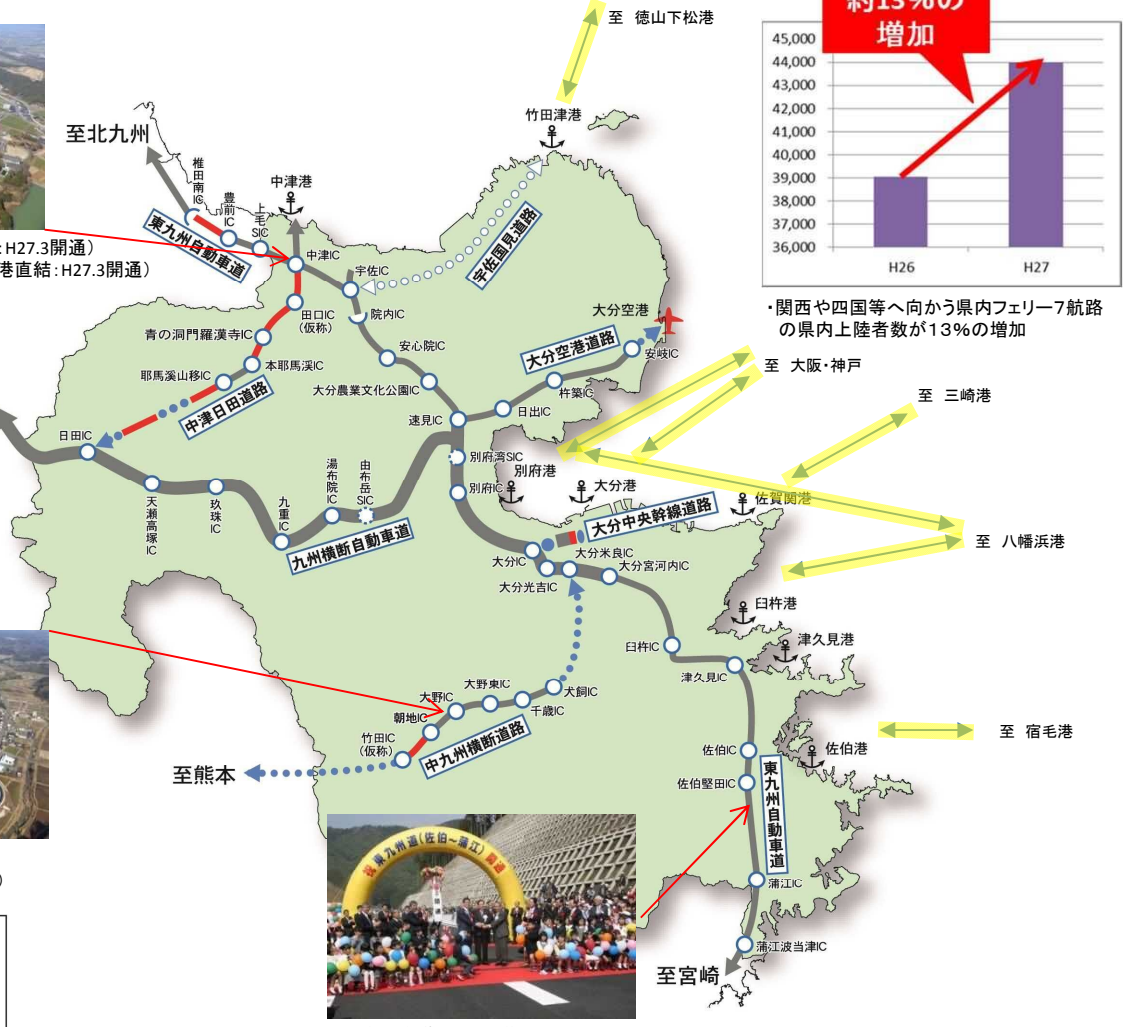 至 徳山下松港
約13%の
増加
45,000
44,000
43,000
42,000
41,000
40,000
39,000
38,000
37,000
36,000
H26
H27
・関西や四国等へ向かう県内フェリー7航路
の県内上陸者数が13%の増加
竹田津港
至北九州
椎田南IC
豊前IC
上毛SIC
中津港
東九州自動車道
:H27.3開通)
港直結:H27.3開通)
中津IC
宇佐IC
宇佐国見道路
田口IC
(仮称)
院内IC
大分空港
青の洞門羅漢寺IC
安心院IC
大分空港道路
安岐IC
本耶馬渓IC
耶馬溪山移IC
大分農業文化公園IC
杵築IC
至 大阪・神戸
中津日田道路
速見IC
日出IC
至 三崎港
日田IC
別府湾SIC
別府港
湯布院IC
由布岳SIC
別府IC
大分港
佐賀関港
天瀬高塚IC
玖珠IC
九重IC
大分中央幹線道路
九州横断自動車道
大分IC
大分米良IC
至 八幡浜港
大分光吉IC
大分宮河内IC
臼杵港
臼杵IC
津久見港
津久見IC
大野IC
大野東IC
犬飼IC
朝地IC
千歳IC
竹田IC
(仮称)
中九州横断道路
至 宿毛港
佐伯IC
佐伯港
至熊本
佐伯堅田IC
東九州自動車道
祝 東九州道(佐伯~蒲江)開通
)
蒲江IC
蒲江波当津IC
至宮崎